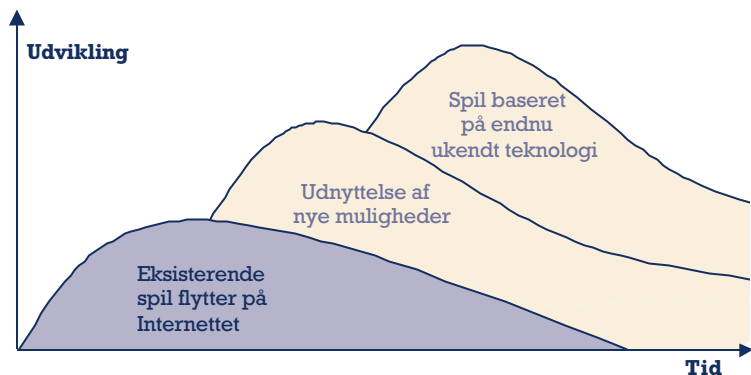 Udvikling
Spil baseret
på endnu
ukendt teknologi
Udnyttelse af
nye muligheder
Eksisterende
spil flytter på
Internettet
Tid